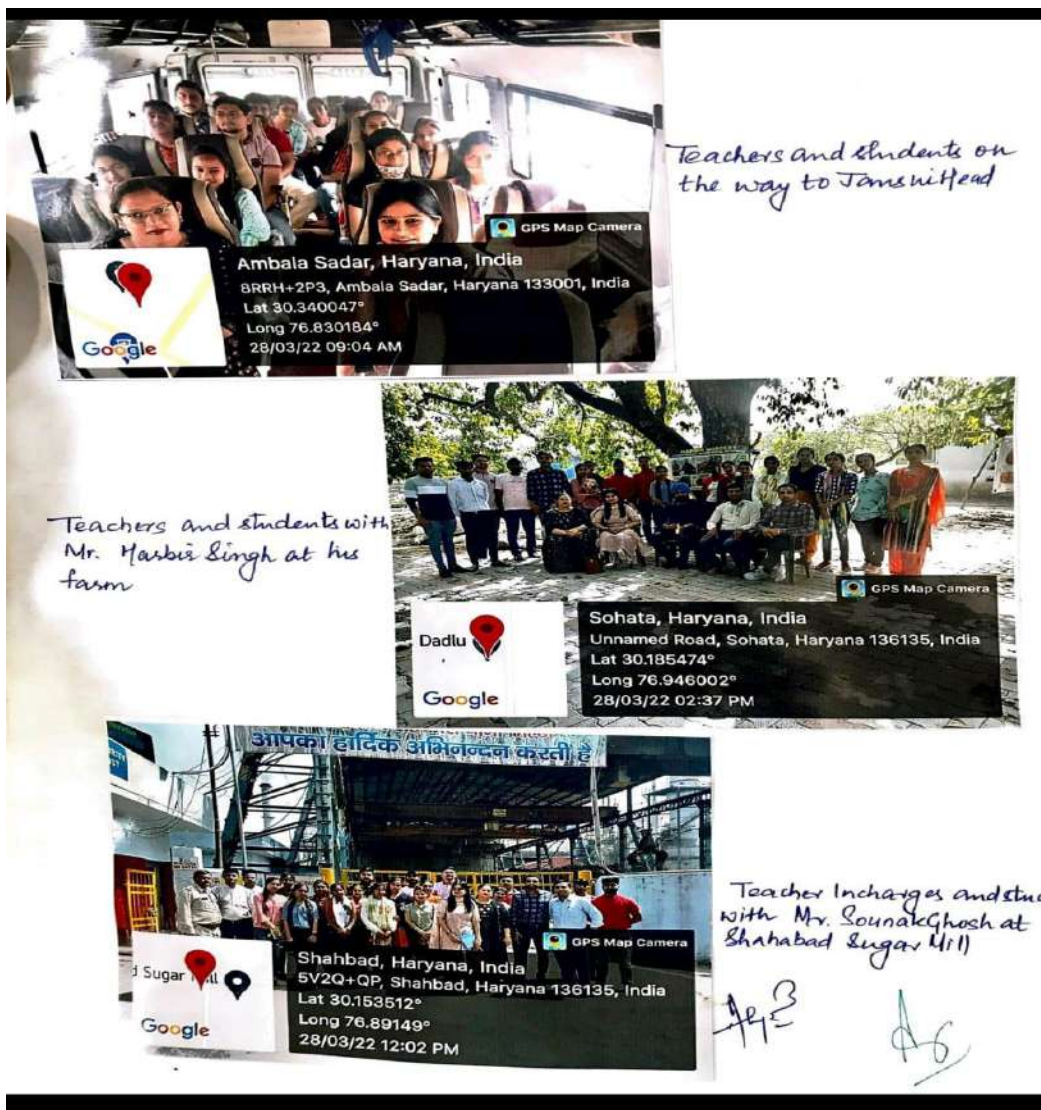 Teachers and students on
the way to
GPS Map Camera
Ambala Sadar, Haryana, India
8RRH+2P3, Ambala Sadar, Haryana 133001, India
Lat 30.340047°
Long 76.830184°
28/03/22 09:04 AM
Google
Teachers and students with
Mr. Harbir Singh at his
farm
GPS Map Camera
Sohata, Haryana, India
Unnamed Road, Sohata, Haryana 136135, India
Lat 30.185474°
Long 76.946002°
28/03/22 02:37 PM
Dadlu
Google
आपका हार्दिक अभिनन्दन करती है
GPS Map Camera
Shahbad, Haryana, India
5V2Q+QP, Shahbad, Haryana 136135, India
Lat 30.153512°
Long 76.89149°
28/03/22 12:02 PM
d Sugar Mill
Google
Teacher Incharges and stu
with Mr. Sounak Ghosh at
Shahabad Sugar Mill